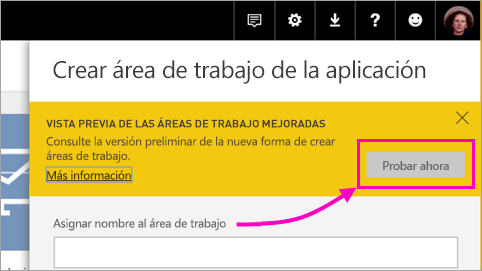 Crear área de trabajo de la aplicación
VISTA PREVIA DE LAS ÁREAS DE TRABAJO MEJORADAS
Consulte la versión preliminar de la nueva forma de crear
áreas de trabajo.
Más información
Probar ahora
Asignar nombre al área de trabajo